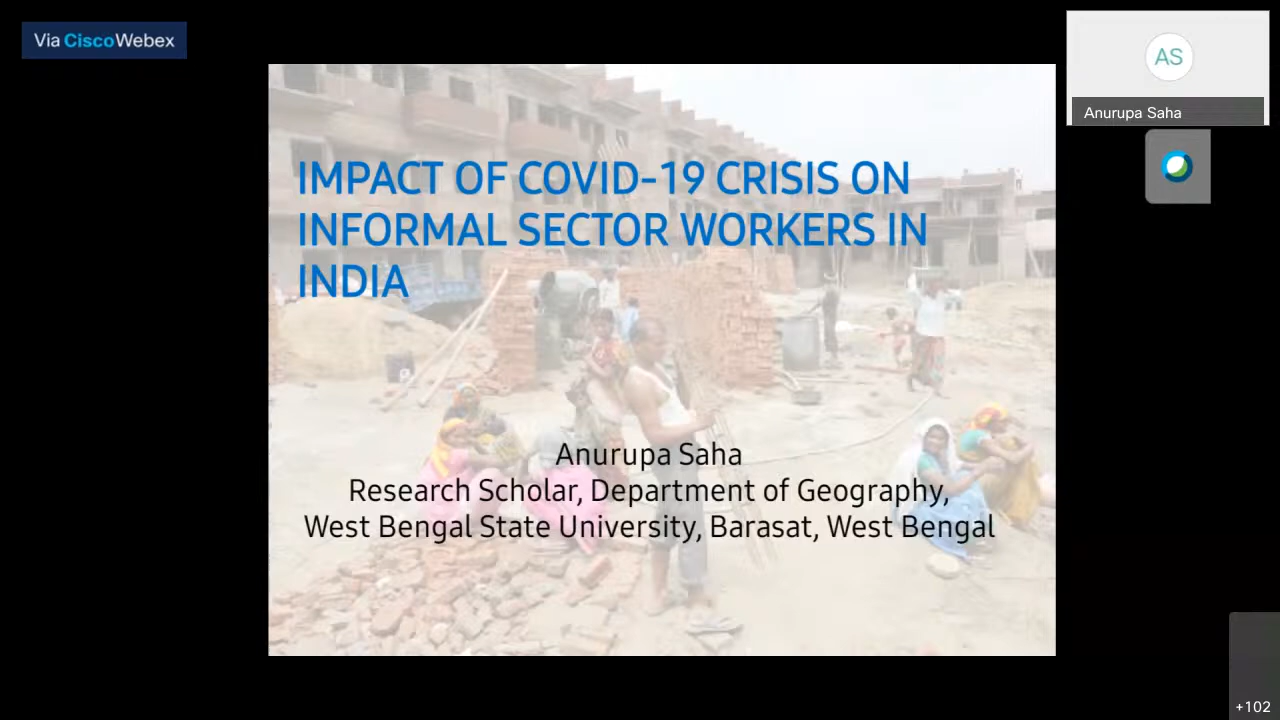 Via CiscoWebex
AS
Anurupa Saha
IMPACT OF COVID-19 CRISIS ON
INFORMAL SECTOR WORKERS IN
INDIA
Anurupa Saha
Research Scholar, Department of Geography,
West Bengal State University, Barasat, West Bengal
+102